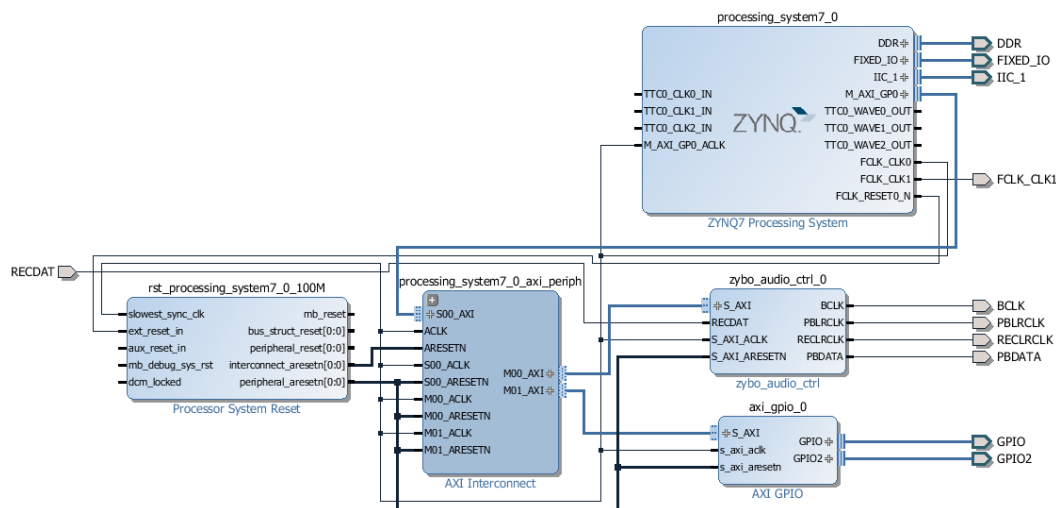 processing_system7_0
DDR
FIXED_IO
IIC_1
M_AXI_GP0
TTC0_WAVE0_OUT
TTC0_WAVE1_OUT
TTC0_WAVE2_OUT
FCLK_CLK0
FCLK_CLK1
FCLK_RESET0_N
TTC0_CLK0_IN
TTC0_CLK1_IN
TTC0_CLK2_IN
M_AXI_GP0_ACLK
ZYNQ
ZYNQ7 Processing System
DDR
FIXED_IO
IIC_1
FCLK_CLK1
RECDAT
rst_processing_system7_0_100M
slowest_sync_clk
ext_reset_in
aux_reset_in
mb_debug_sys_rst
dcm_locked
mb_reset
bus_struct_reset[0:0]
peripheral_reset[0:0]
interconnect_aresetn[0:0]
peripheral_aresetn[0:0]
Processor System Reset
processing_system7_0_axi_periph
S00_AXI
ACLK
ARESETN
S00_ACLK
S00_ARESETN
M00_ACLK
M00_ARESETN
M01_ACLK
M01_ARESETN
M00_AXI
M01_AXI
AXI Interconnect
zybo_audio_ctrl_0
S_AXI
RECDAT
S_AXI_ACLK
S_AXI_ARESETN
BCLK
PBLRCLK
RECLRCLK
PBDATA
zybo_audio_ctrl
BCLK
PBLRCLK
RECLRCLK
PBDATA
axi_gpio_0
S_AXI
s_axi_aclk
s_axi_aresetn
GPIO
GPIO2
AXI GPIO
GPIO
GPIO2